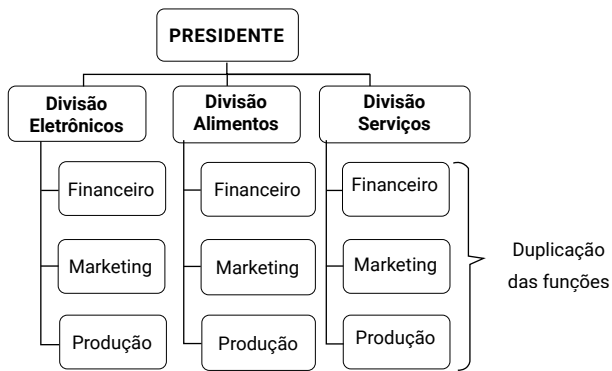 PRESIDENTE
Divisão
Eletrônicos
Divisão
Alimentos
Divisão
Serviços
Financeiro
Financeiro
Financeiro
Marketing
Marketing
Marketing
Produção
Produção
Produção
Duplicação
das funções